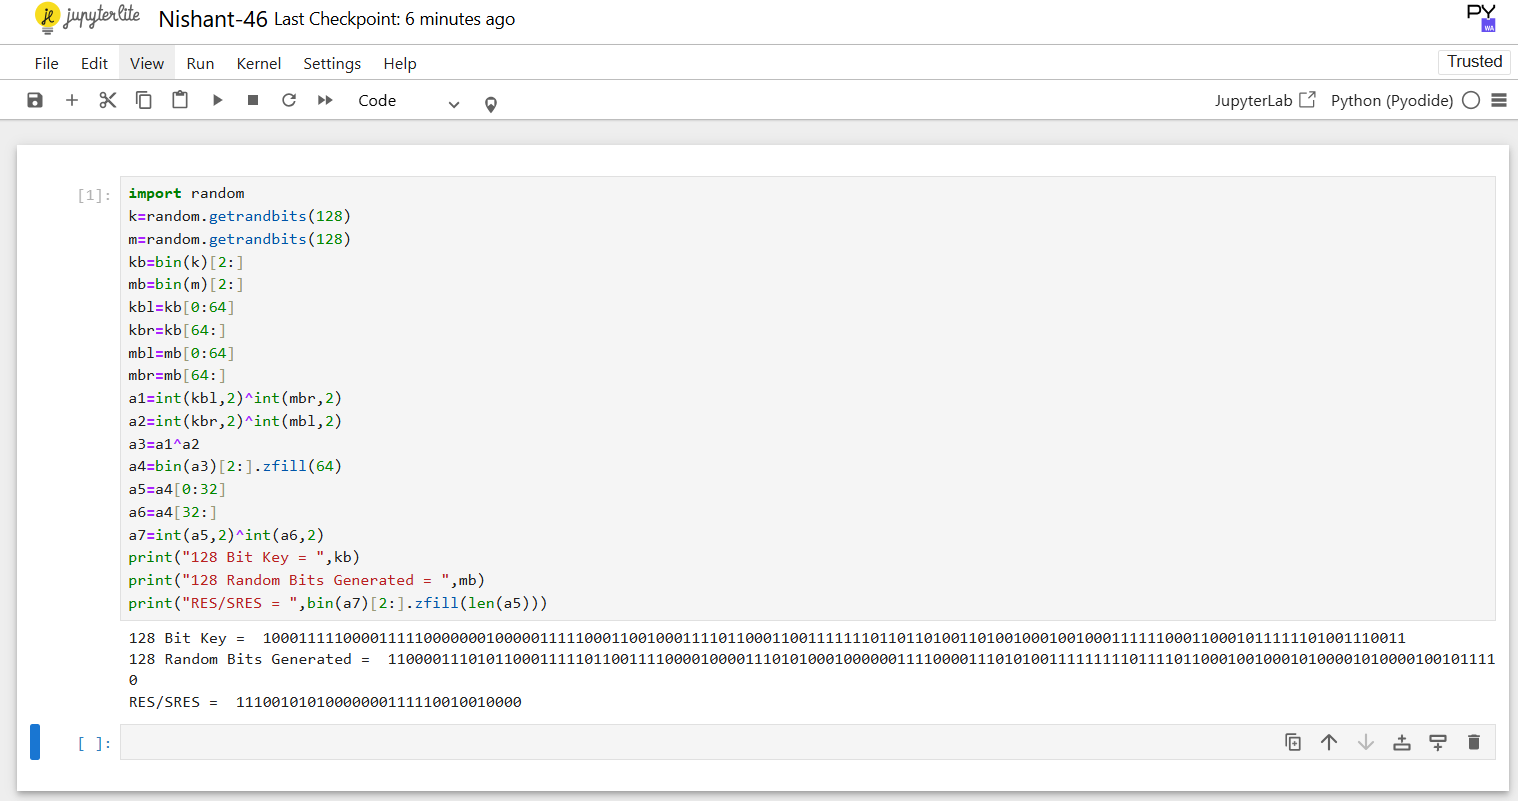 jupyterlite Nishant-46 Last Checkpoint: 6 minutes ago
PY
WA
File Edit View Run Kernel Settings Help
Trusted
Code
JupyterLab Python (Pyodide)
[1]:
import random
k=random.getrandbits(128)
m=random.getrandbits(128)
kb=bin(k)[2:]
mb=bin(m)[2:]
kbl=kb[0:64]
kbr=kb[64:]
mbl=mb[0:64]
mbr=mb[64:]
a1=int(kbl,2)^int(mbr,2)
a2=int(kbr,2)^int(mbl,2)
a3=a1^a2
a4=bin(a3)[2:].zfill(64)
a5=a4[0:32]
a6=a4[32:]
a7=int(a5,2)^int(a6,2)
print("128 Bit Key = ",kb)
print("128 Random Bits Generated = ",mb)
print("RES/SRES = ",bin(a7)[2:].zfill(len(a5)))
128 Bit Key =
128 Random Bits Generated =
0
RES/SRES =  11100101010000000111110010010000
[ ]: